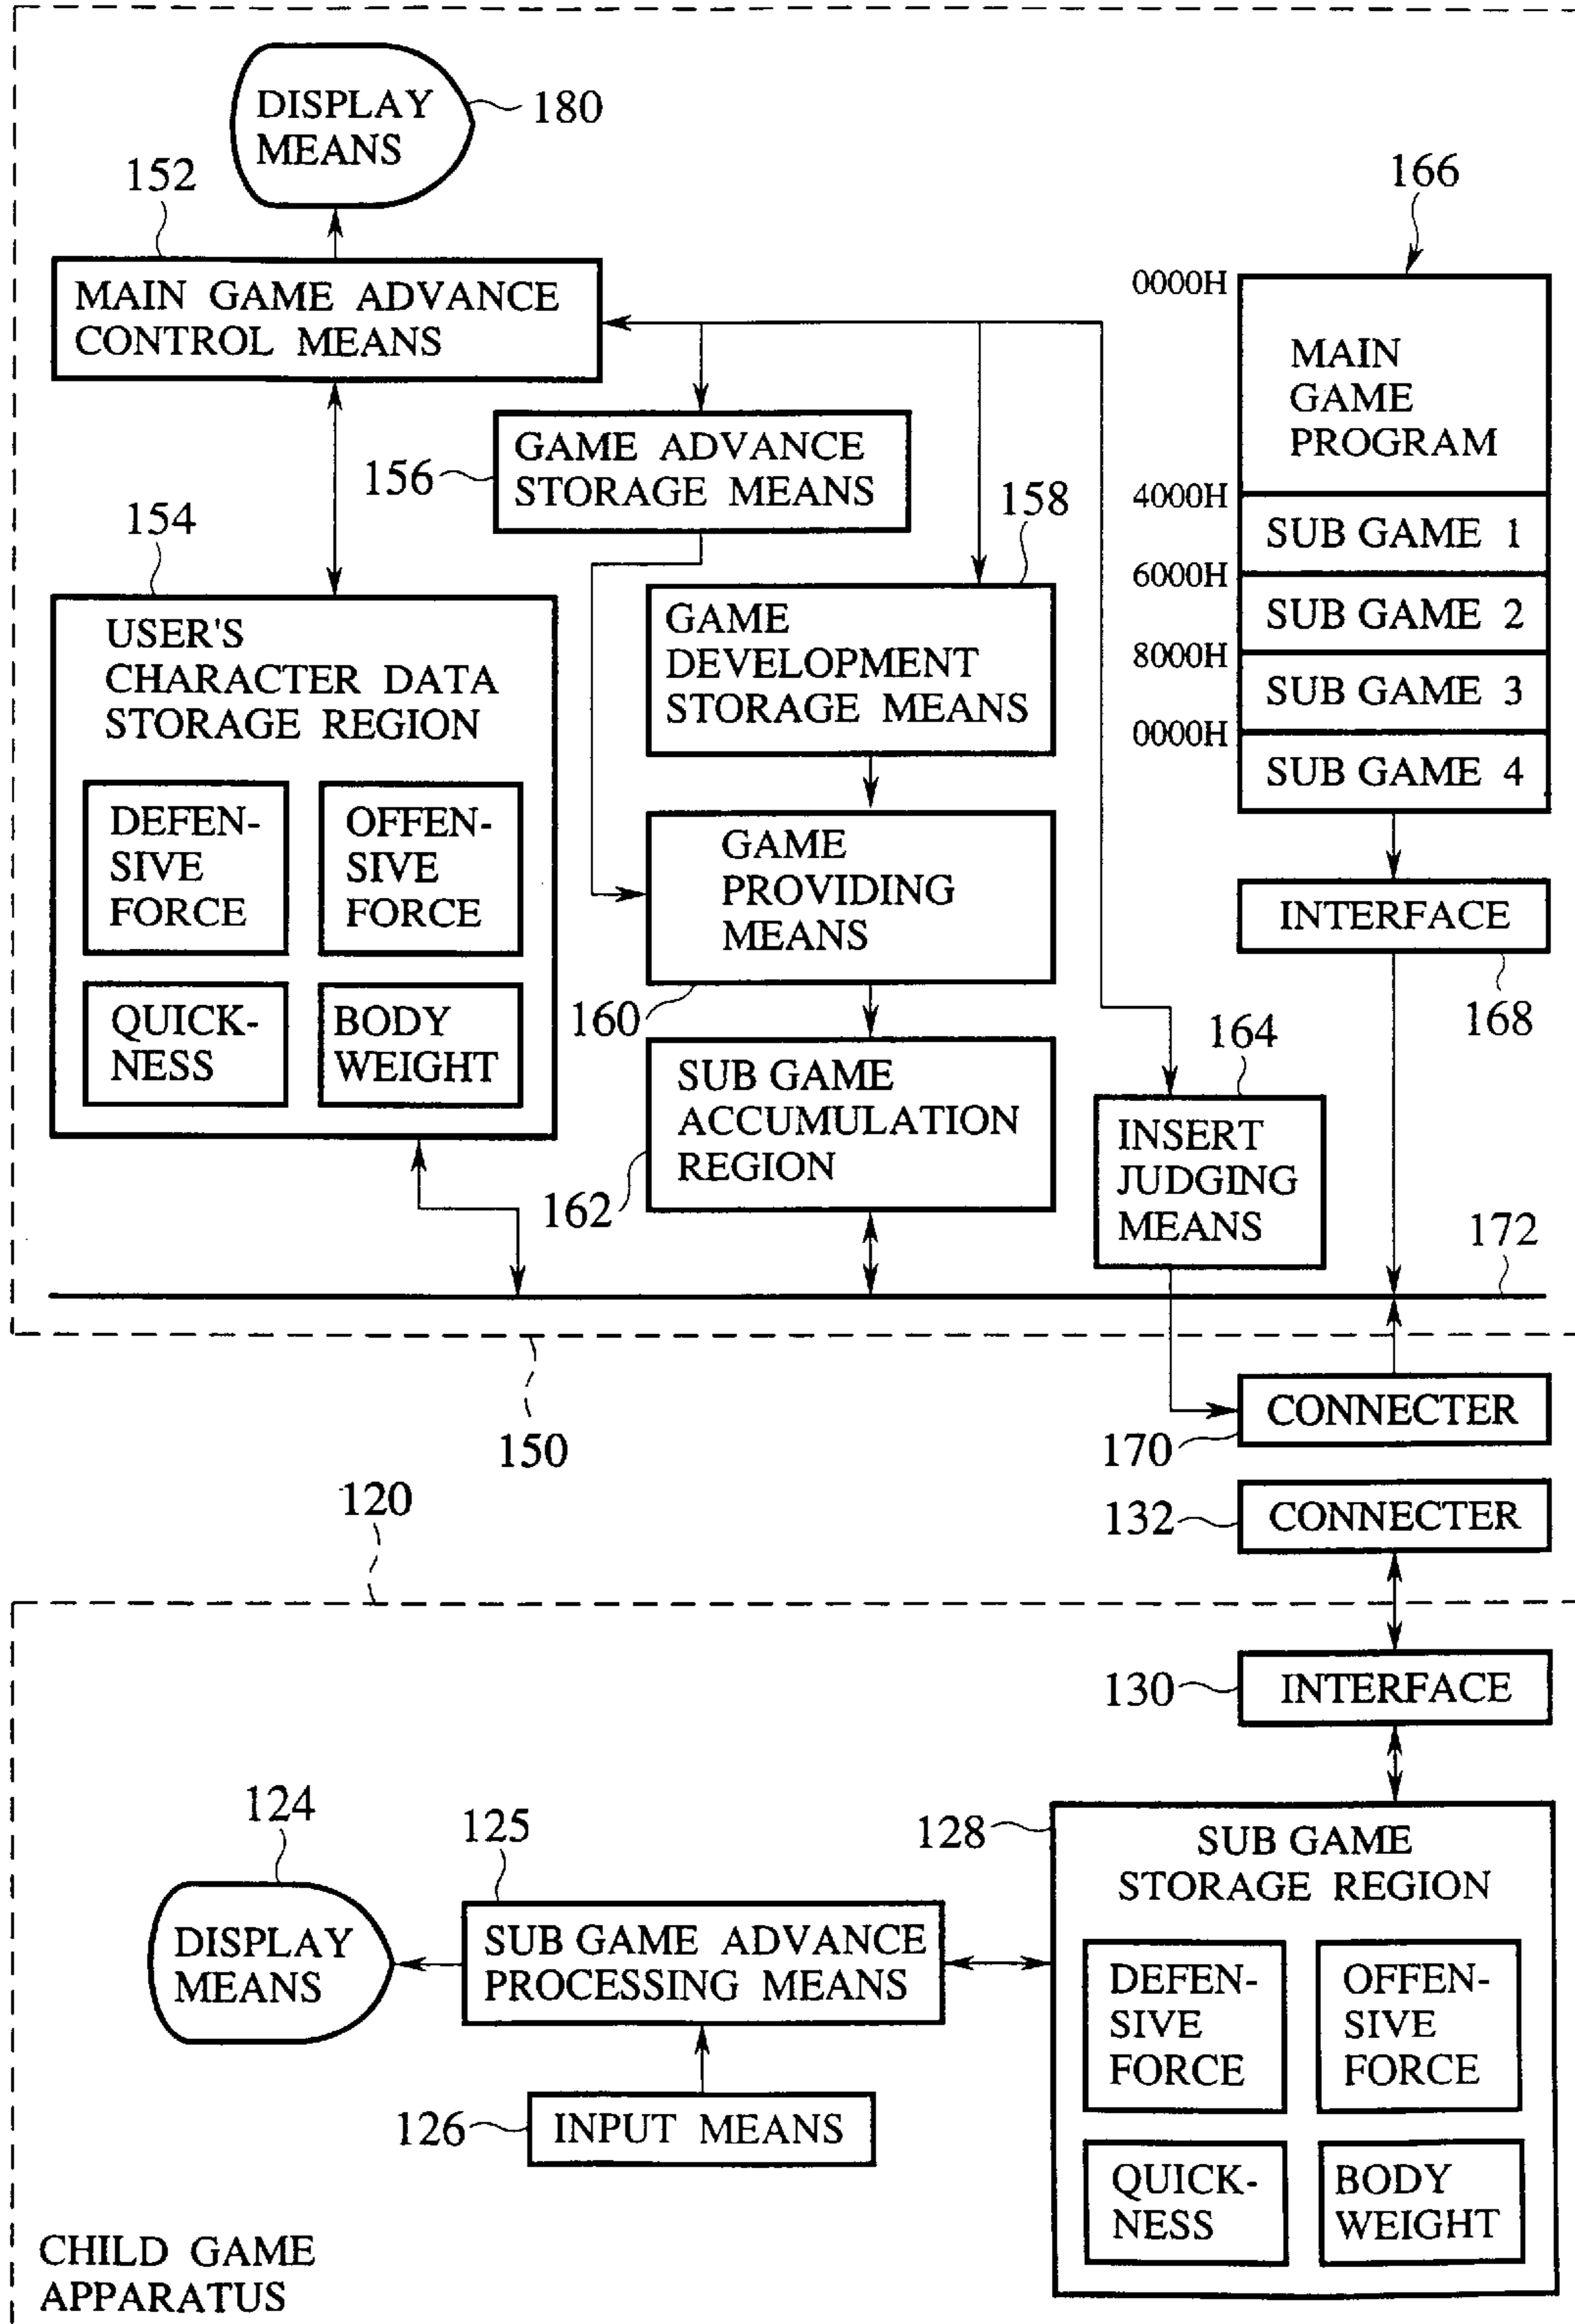 DISPLAY
MEANS
180
152
166
MAIN GAME ADVANCE
CONTROL MEANS
0000H
MAIN
GAME
PROGRAM
156
GAME ADVANCE
STORAGE MEANS
4000H
SUB GAME 1
6000H
SUB GAME 2
8000H
SUB GAME 3
0000H
SUB GAME 4
154
158
USER'S
CHARACTER DATA
STORAGE REGION
GAME
DEVELOPMENT
STORAGE MEANS
DEFEN-
SIVE
FORCE
OFFEN-
SIVE
FORCE
GAME
PROVIDING
MEANS
INTERFACE
QUICK-
NESS
BODY
WEIGHT
160
168
164
SUB GAME
ACCUMULATION
REGION
INSERT
JUDGING
MEANS
162
172
150
170
CONNECTER
120
132
CONNECTER
130
INTERFACE
124
125
128
SUB GAME
STORAGE REGION
DISPLAY
MEANS
SUB GAME ADVANCE
PROCESSING MEANS
DEFEN-
SIVE
FORCE
OFFEN-
SIVE
FORCE
126
INPUT MEANS
QUICK-
NESS
BODY
WEIGHT
CHILD GAME
APPARATUS